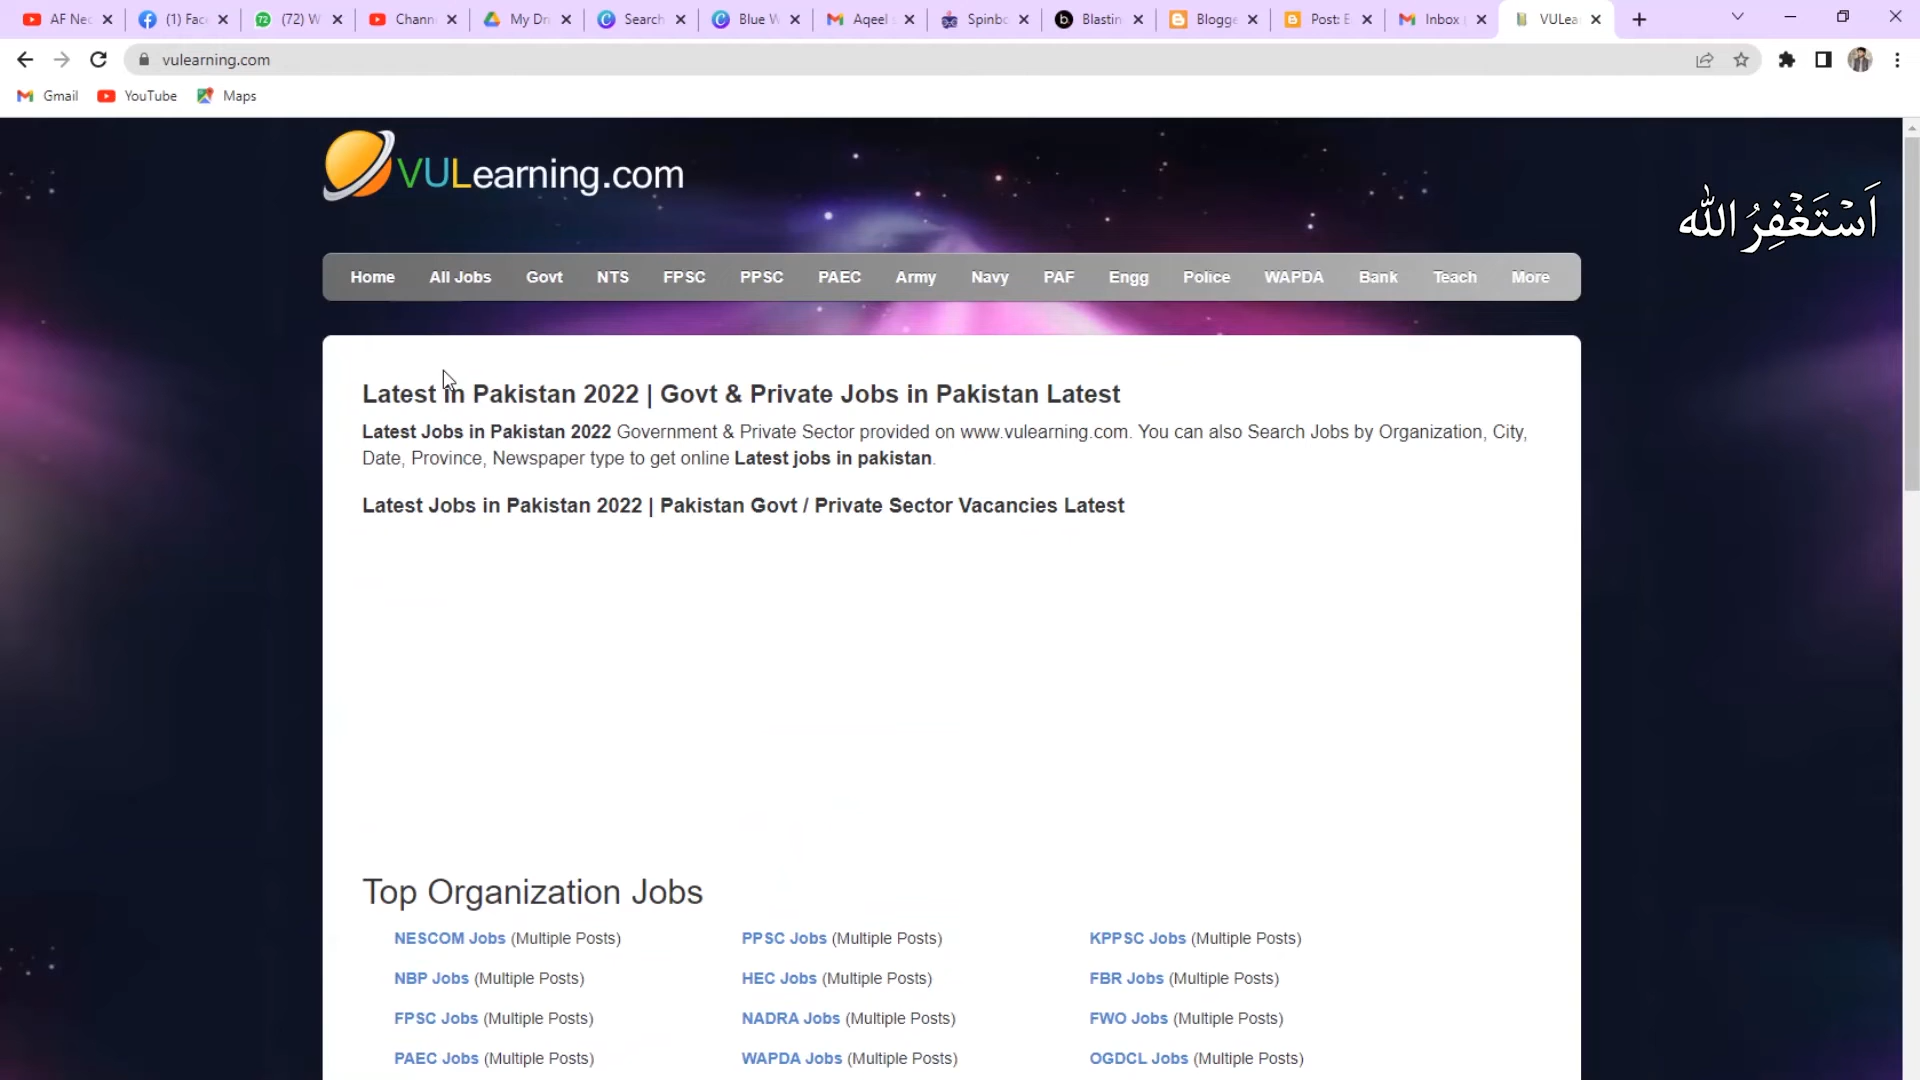 AF Nec
(1) Fac
(72) W
Chann
My Dri
Search
Blue W
Aqeel
Spinbo
Blastin
Blogge
Post: E
Inbox
VULea
vulearning.com
Gmail
YouTube
Maps
VULearning.com
اَسْتَغْفِرُ اللّٰه
Home
All Jobs
Govt
NTS
FPSC
PPSC
PAEC
Army
Navy
PAF
Engg
Police
WAPDA
Bank
Teach
More
Latest in Pakistan 2022 | Govt & Private Jobs in Pakistan Latest
Latest Jobs in Pakistan 2022 Government & Private Sector provided on www.vulearning.com. You can also Search Jobs by Organization, City,
Date, Province, Newspaper type to get online Latest jobs in pakistan.
Latest Jobs in Pakistan 2022 | Pakistan Govt / Private Sector Vacancies Latest
Top Organization Jobs
NESCOM Jobs (Multiple Posts)
PPSC Jobs (Multiple Posts)
KPPSC Jobs (Multiple Posts)
NBP Jobs (Multiple Posts)
HEC Jobs (Multiple Posts)
FBR Jobs (Multiple Posts)
FPSC Jobs (Multiple Posts)
NADRA Jobs (Multiple Posts)
FWO Jobs (Multiple Posts)
PAEC Jobs (Multiple Posts)
WAPDA Jobs (Multiple Posts)
OGDCL Jobs (Multiple Posts)